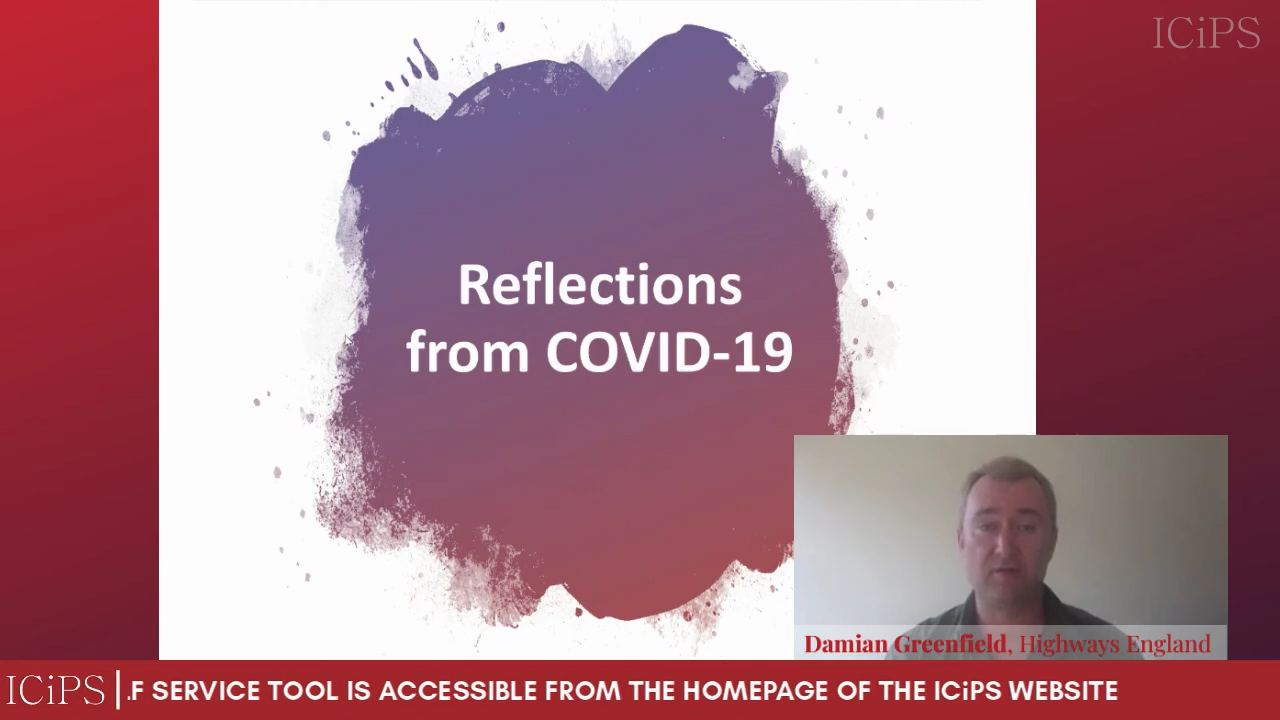 ICiPS
Reflections
from COVID-19
Damian Greenfield, Highways England
ICiPS
.F SERVICE TOOL IS ACCESSIBLE FROM THE HOMEPAGE OF THE ICiPS WEBSITE